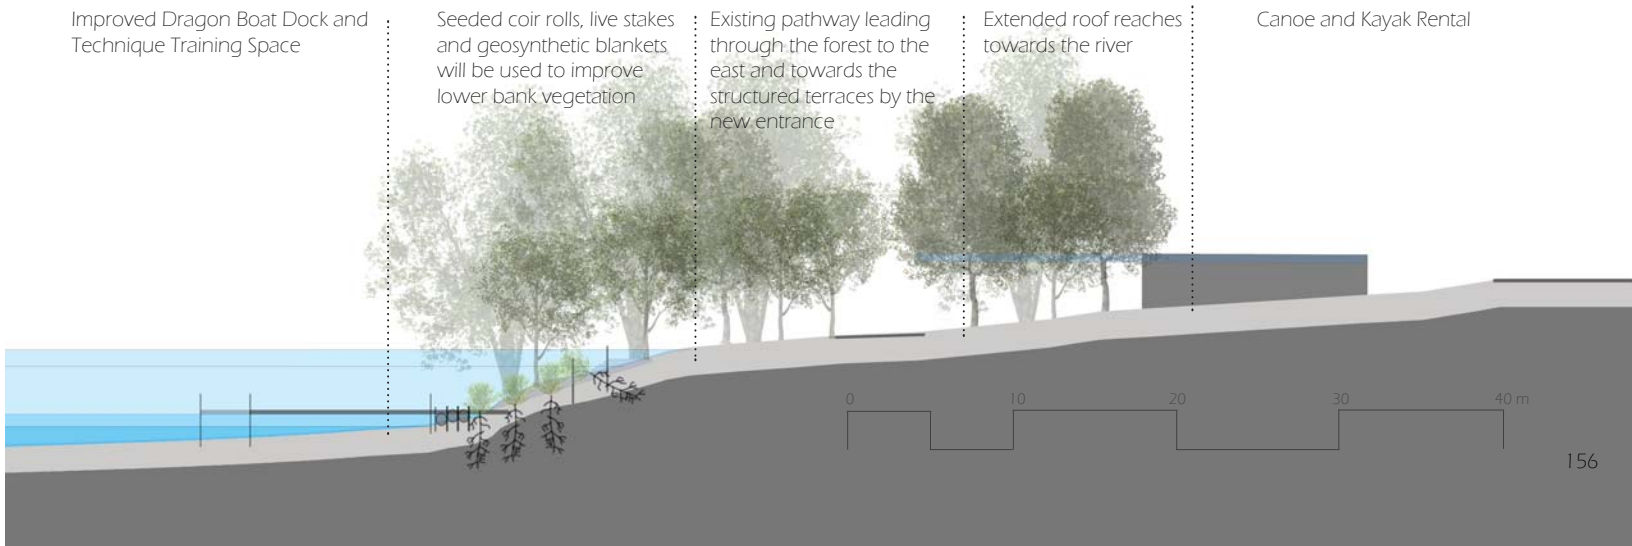 Improved Dragon Boat Dock and
Technique Training Space
Seeded coir rolls, live stakes
and geosynthetic blankets
will be used to improve
lower bank vegetation
Existing pathway leading
through the forest to the
east and towards the
structured terraces by the
new entrance
Extended roof reaches
towards the river
Canoe and Kayak Rental
0 10 20 30 40 m
156